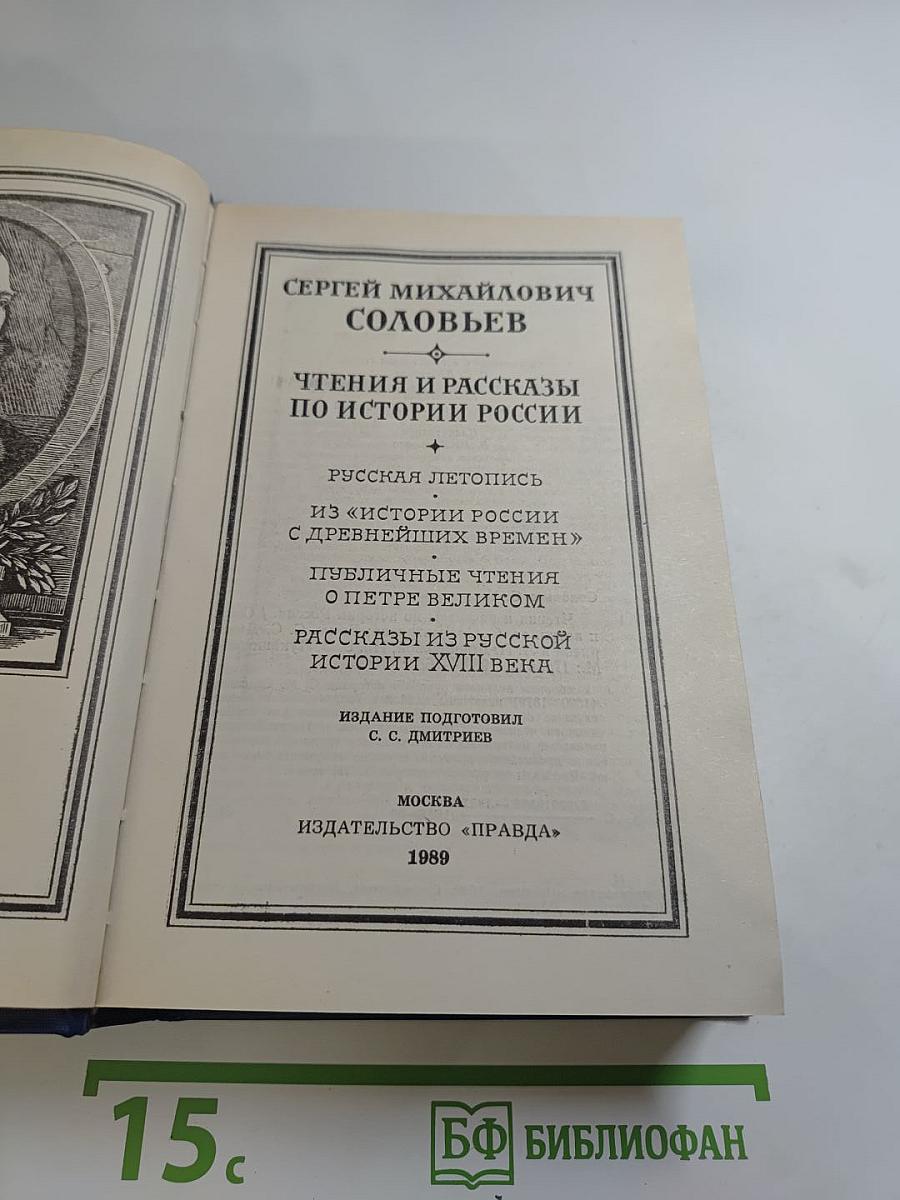 СЕРГЕЙ МИХАЙЛОВИЧ
СОЛОВЬЕВ
ЧТЕНИЯ И РАССКАЗЫ
ПО ИСТОРИИ РОССИИ
РУССКАЯ ЛЕТОПИСЬ
ИЗ «ИСТОРИИ РОССИИ
С ДРЕВНЕЙШИХ ВРЕМЕН»
ПУБЛИЧНЫЕ ЧТЕНИЯ
О ПЕТРЕ ВЕЛИКОМ
РАССКАЗЫ ИЗ РУССКОЙ
ИСТОРИИ XVIII ВЕКА
ИЗДАНИЕ ПОДГОТОВИЛ
С. С. ДМИТРИЕВ
МОСКВА
ИЗДАТЕЛЬСТВО «ПРАВДА»
1989
15 с
БФ БИБЛИОФАН